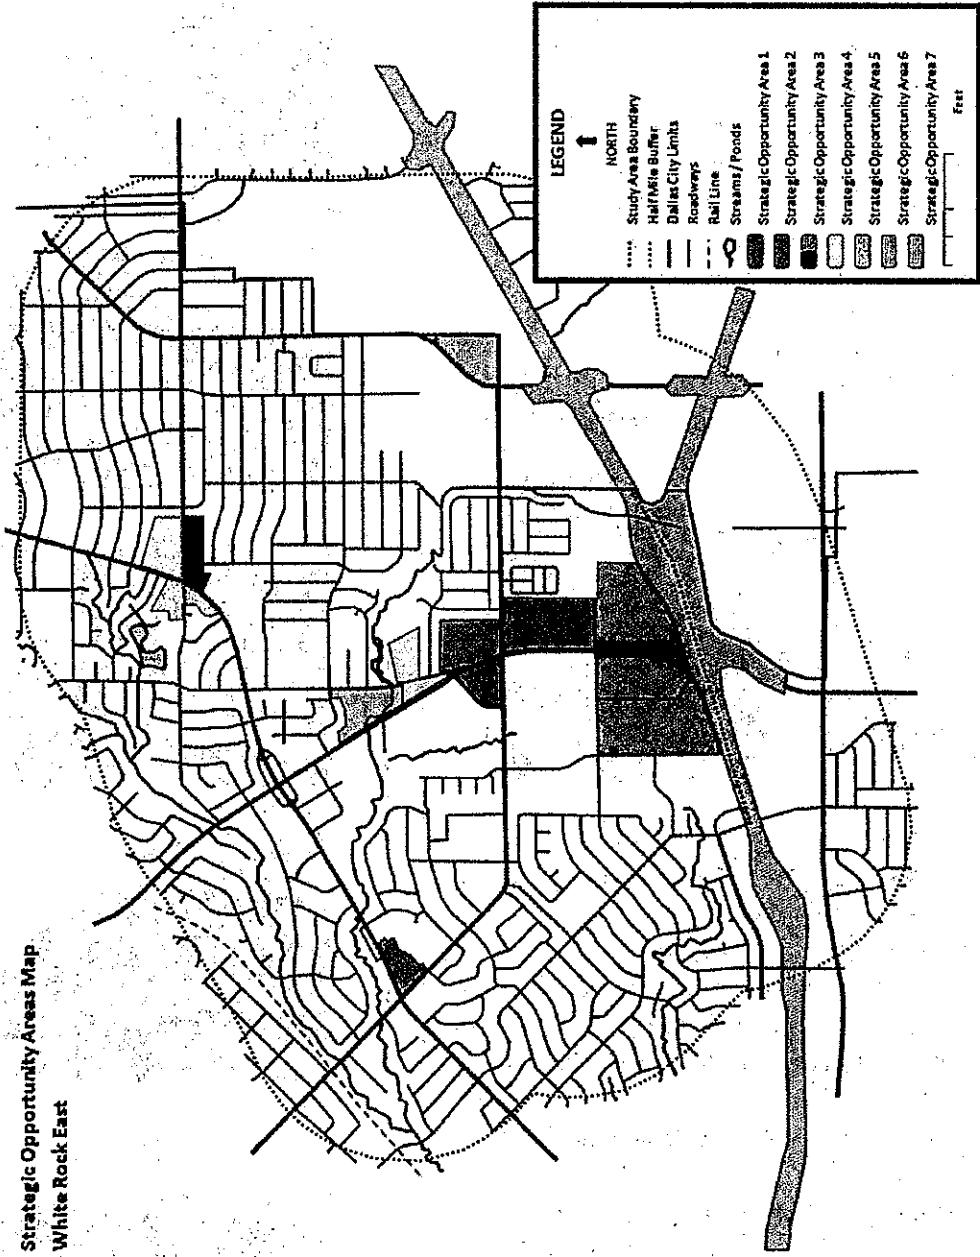 Strategic Opportunity Areas Map
White Rock East
LEGEND
NORTH
Study Area Boundary
Half Mile Buffer
Dallas City Limits
Roadways
Rail Line
Streams / Ponds
Strategic Opportunity Area 1
Strategic Opportunity Area 2
Strategic Opportunity Area 3
Strategic Opportunity Area 4
Strategic Opportunity Area 5
Strategic Opportunity Area 6
Strategic Opportunity Area 7
Feet